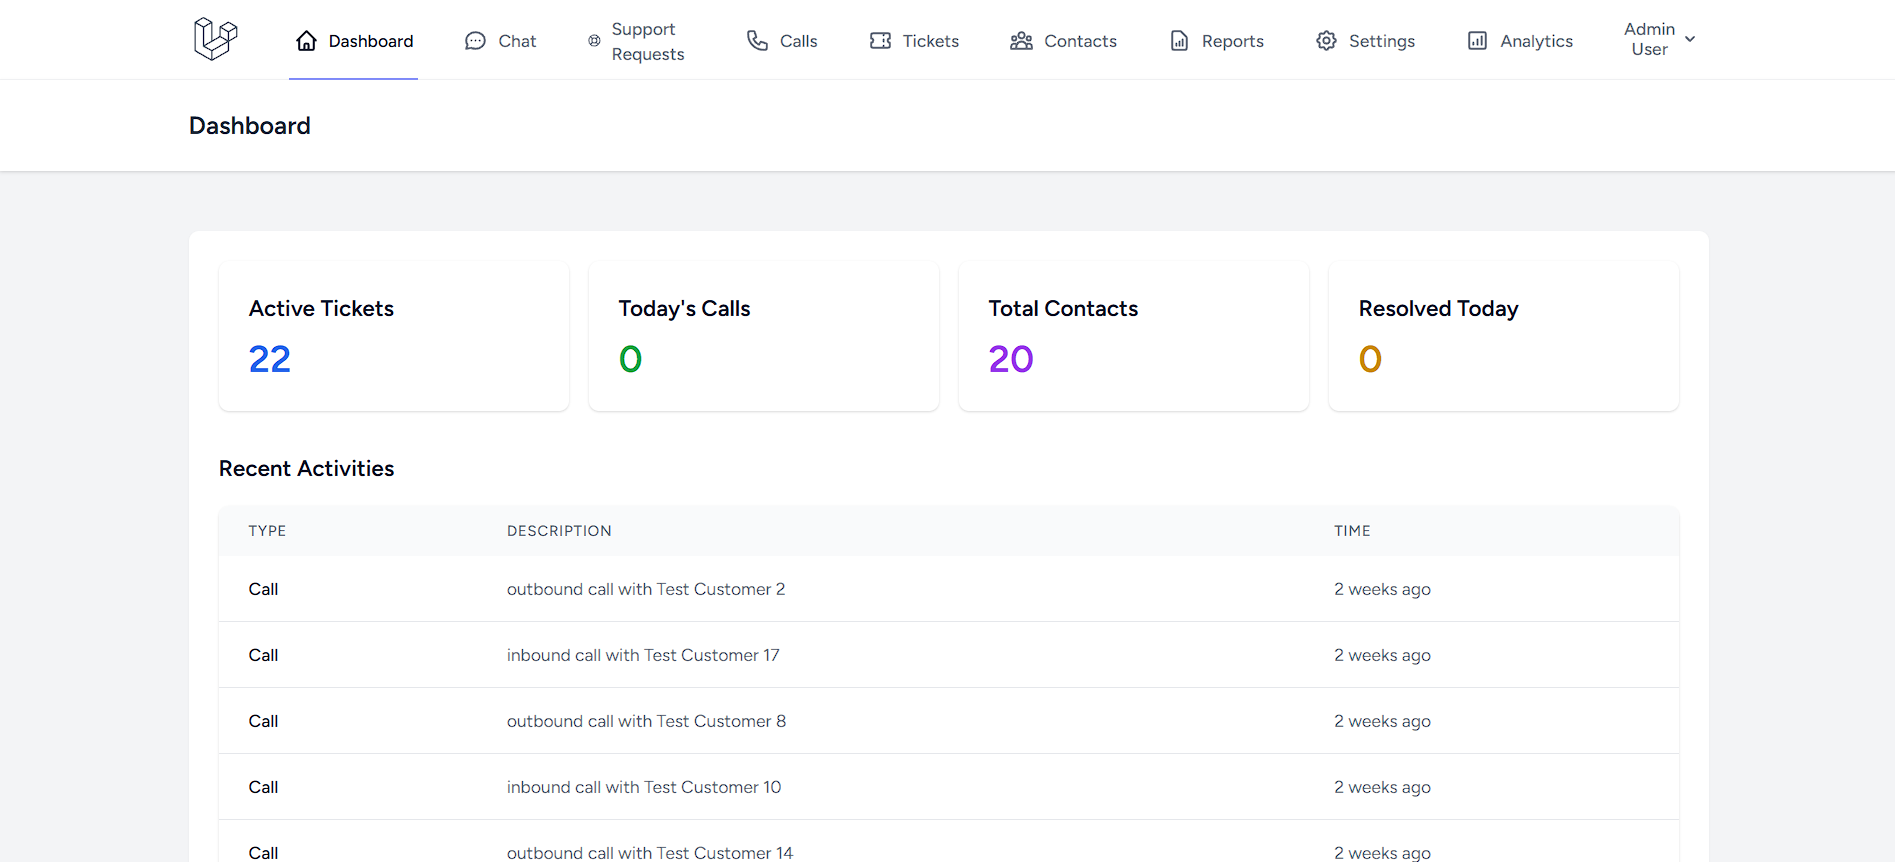 Dashboard
Chat
Support
Requests
Calls
Tickets
Contacts
Reports
Settings
Analytics
Admin
User
Dashboard
Active Tickets
22
Today's Calls
0
Total Contacts
20
Resolved Today
0
Recent Activities
TYPE DESCRIPTION TIME
Call outbound call with Test Customer 2 2 weeks ago
Call inbound call with Test Customer 17 2 weeks ago
Call outbound call with Test Customer 8 2 weeks ago
Call inbound call with Test Customer 10 2 weeks ago
Call outbound call with Test Customer 14 2 weeks ago